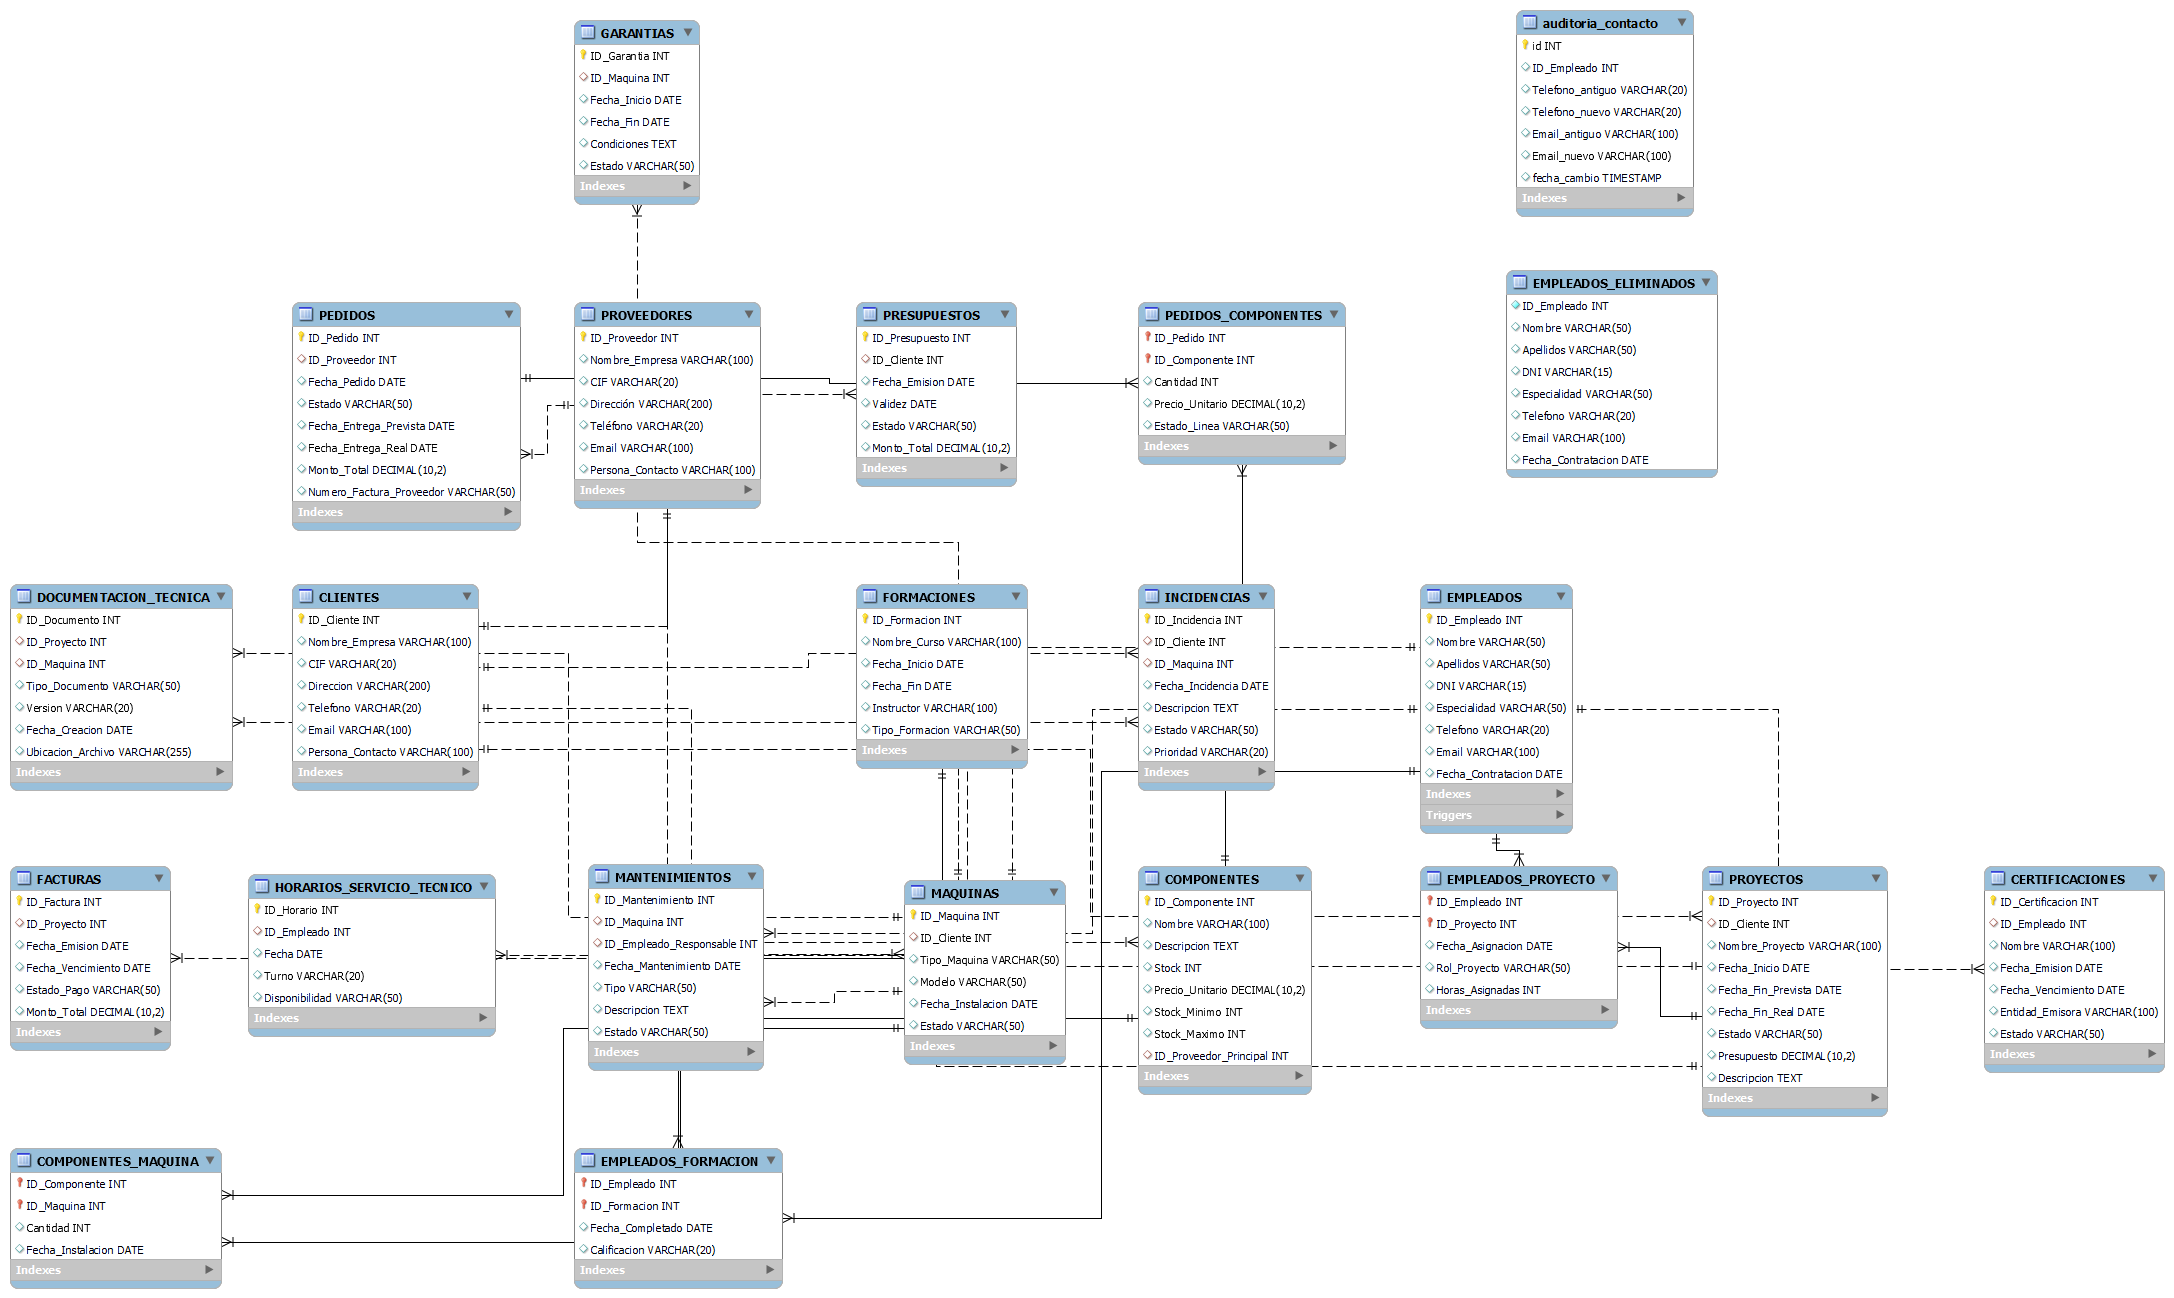 GARANTIAS
ID_Garantia INT
ID_Maquina INT
Fecha_Inicio DATE
Fecha_Fin DATE
Condiciones TEXT
Estado VARCHAR(50)
Indexes
auditoria_contacto
id INT
ID_Empleado INT
Telefono_antiguo VARCHAR(20)
Telefono_nuevo VARCHAR(20)
Email_antiguo VARCHAR(100)
Email_nuevo VARCHAR(100)
fecha_cambio TIMESTAMP
Indexes
PEDIDOS
ID_Pedido INT
ID_Proveedor INT
Fecha_Pedido DATE
Estado VARCHAR(50)
Fecha_Entrega_Prevista DATE
Fecha_Entrega_Real DATE
Monto_Total DECIMAL(10,2)
Numero_Factura_Proveedor VARCHAR(50)
Indexes
PROVEEDORES
ID_Proveedor INT
Nombre_Empresa VARCHAR(100)
CIF VARCHAR(20)
Dirección VARCHAR(200)
Teléfono VARCHAR(20)
Email VARCHAR(100)
Persona_Contacto VARCHAR(100)
Indexes
PRESUPUESTOS
ID_Presupuesto INT
ID_Cliente INT
Fecha_Emision DATE
Validez DATE
Estado VARCHAR(50)
Monto_Total DECIMAL(10,2)
Indexes
PEDIDOS_COMPONENTES
ID_Pedido INT
ID_Componente INT
Cantidad INT
Precio_Unitario DECIMAL(10,2)
Estado_Linea VARCHAR(50)
Indexes
EMPLEADOS_ELIMINADOS
ID_Empleado INT
Nombre VARCHAR(50)
Apellidos VARCHAR(50)
DNI VARCHAR(15)
Especialidad VARCHAR(50)
Telefono VARCHAR(20)
Email VARCHAR(100)
Fecha_Contratacion DATE
DOCUMENTACION_TECNICA
ID_Documento INT
ID_Proyecto INT
ID_Maquina INT
Tipo_Documento VARCHAR(50)
Version VARCHAR(20)
Fecha_Creacion DATE
Ubicacion_Archivo VARCHAR(255)
Indexes
CLIENTES
ID_Cliente INT
Nombre_Empresa VARCHAR(100)
CIF VARCHAR(20)
Direccion VARCHAR(200)
Telefono VARCHAR(20)
Email VARCHAR(100)
Persona_Contacto VARCHAR(100)
Indexes
FORMACIONES
ID_Formacion INT
Nombre_Curso VARCHAR(100)
Fecha_Inicio DATE
Fecha_Fin DATE
Instructor VARCHAR(100)
Tipo_Formacion VARCHAR(50)
Indexes
INCIDENCIAS
ID_Incidencia INT
ID_Cliente INT
ID_Maquina INT
Fecha_Incidencia DATE
Descripcion TEXT
Estado VARCHAR(50)
Prioridad VARCHAR(20)
Indexes
EMPLEADOS
ID_Empleado INT
Nombre VARCHAR(50)
Apellidos VARCHAR(50)
DNI VARCHAR(15)
Especialidad VARCHAR(50)
Telefono VARCHAR(20)
Email VARCHAR(100)
Fecha_Contratacion DATE
Indexes
Triggers
FACTURAS
ID_Factura INT
ID_Proyecto INT
Fecha_Emision DATE
Fecha_Vencimiento DATE
Estado_Pago VARCHAR(50)
Monto_Total DECIMAL(10,2)
Indexes
HORARIOS_SERVICIO_TECNICO
ID_Horario INT
ID_Empleado INT
Fecha DATE
Turno VARCHAR(20)
Disponibilidad VARCHAR(50)
Indexes
MANTENIMIENTOS
ID_Mantenimiento INT
ID_Maquina INT
ID_Empleado_Responsable INT
Fecha_Mantenimiento DATE
Tipo VARCHAR(50)
Descripcion TEXT
Estado VARCHAR(50)
Indexes
MAQUINAS
ID_Maquina INT
ID_Cliente INT
Tipo_Maquina VARCHAR(50)
Modelo VARCHAR(50)
Fecha_Instalacion DATE
Estado VARCHAR(50)
Indexes
COMPONENTES
ID_Componente INT
Nombre VARCHAR(100)
Descripcion TEXT
Stock INT
Precio_Unitario DECIMAL(10,2)
Stock_Minimo INT
Stock_Maximo INT
ID_Proveedor_Principal INT
Indexes
EMPLEADOS_PROYECTO
ID_Empleado INT
ID_Proyecto INT
Fecha_Asignacion DATE
Rol_Proyecto VARCHAR(50)
Horas_Asignadas INT
Indexes
PROYECTOS
ID_Proyecto INT
ID_Cliente INT
Nombre_Proyecto VARCHAR(100)
Fecha_Inicio DATE
Fecha_Fin_Prevista DATE
Fecha_Fin_Real DATE
Estado VARCHAR(50)
Presupuesto DECIMAL(10,2)
Descripcion TEXT
Indexes
CERTIFICACIONES
ID_Certificacion INT
ID_Empleado INT
Nombre VARCHAR(100)
Fecha_Emision DATE
Fecha_Vencimiento DATE
Entidad_Emisora VARCHAR(100)
Estado VARCHAR(50)
Indexes
COMPONENTES_MAQUINA
ID_Componente INT
ID_Maquina INT
Cantidad INT
Fecha_Instalacion DATE
Indexes
EMPLEADOS_FORMACION
ID_Empleado INT
ID_Formacion INT
Fecha_Completado DATE
Calificacion VARCHAR(20)
Indexes